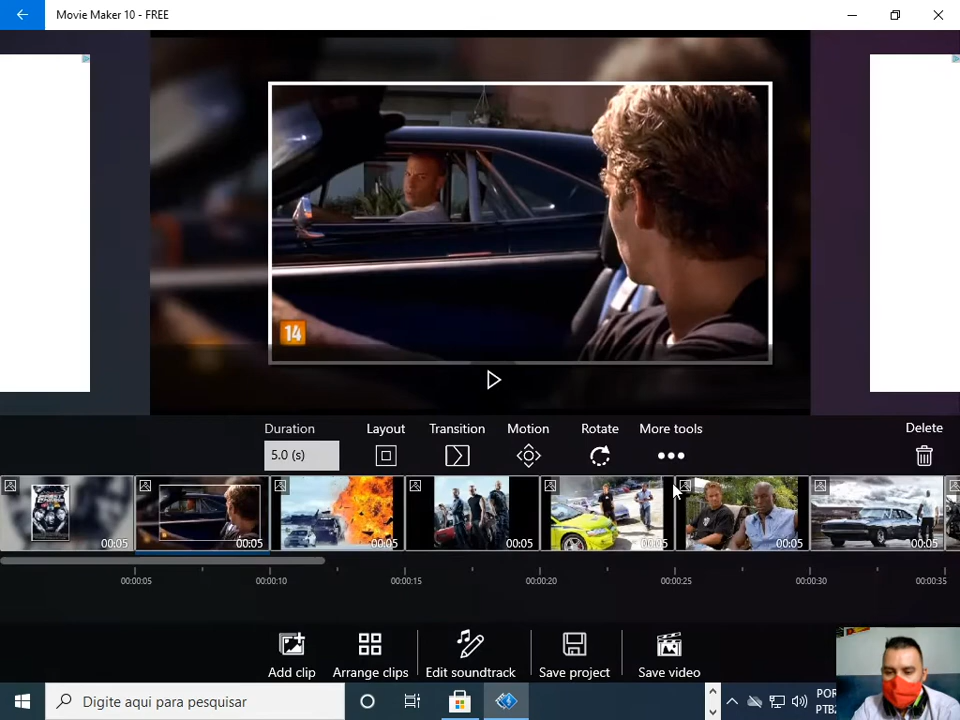 Movie Maker 10 - FREE
14
Duration
Layout
Transition
Motion
Rotate
More tools
Delete
5.0 (s)
00:05
00:05
00:05
00:05
00:05
00:05
00:05
00:00:05
00:00:10
00:00:15
00:00:20
00:00:25
00:00:30
00:00:35
Add clip
Arrange clips
Edit soundtrack
Save project
Save video
Digite aqui para pesquisar
POR
PTB2